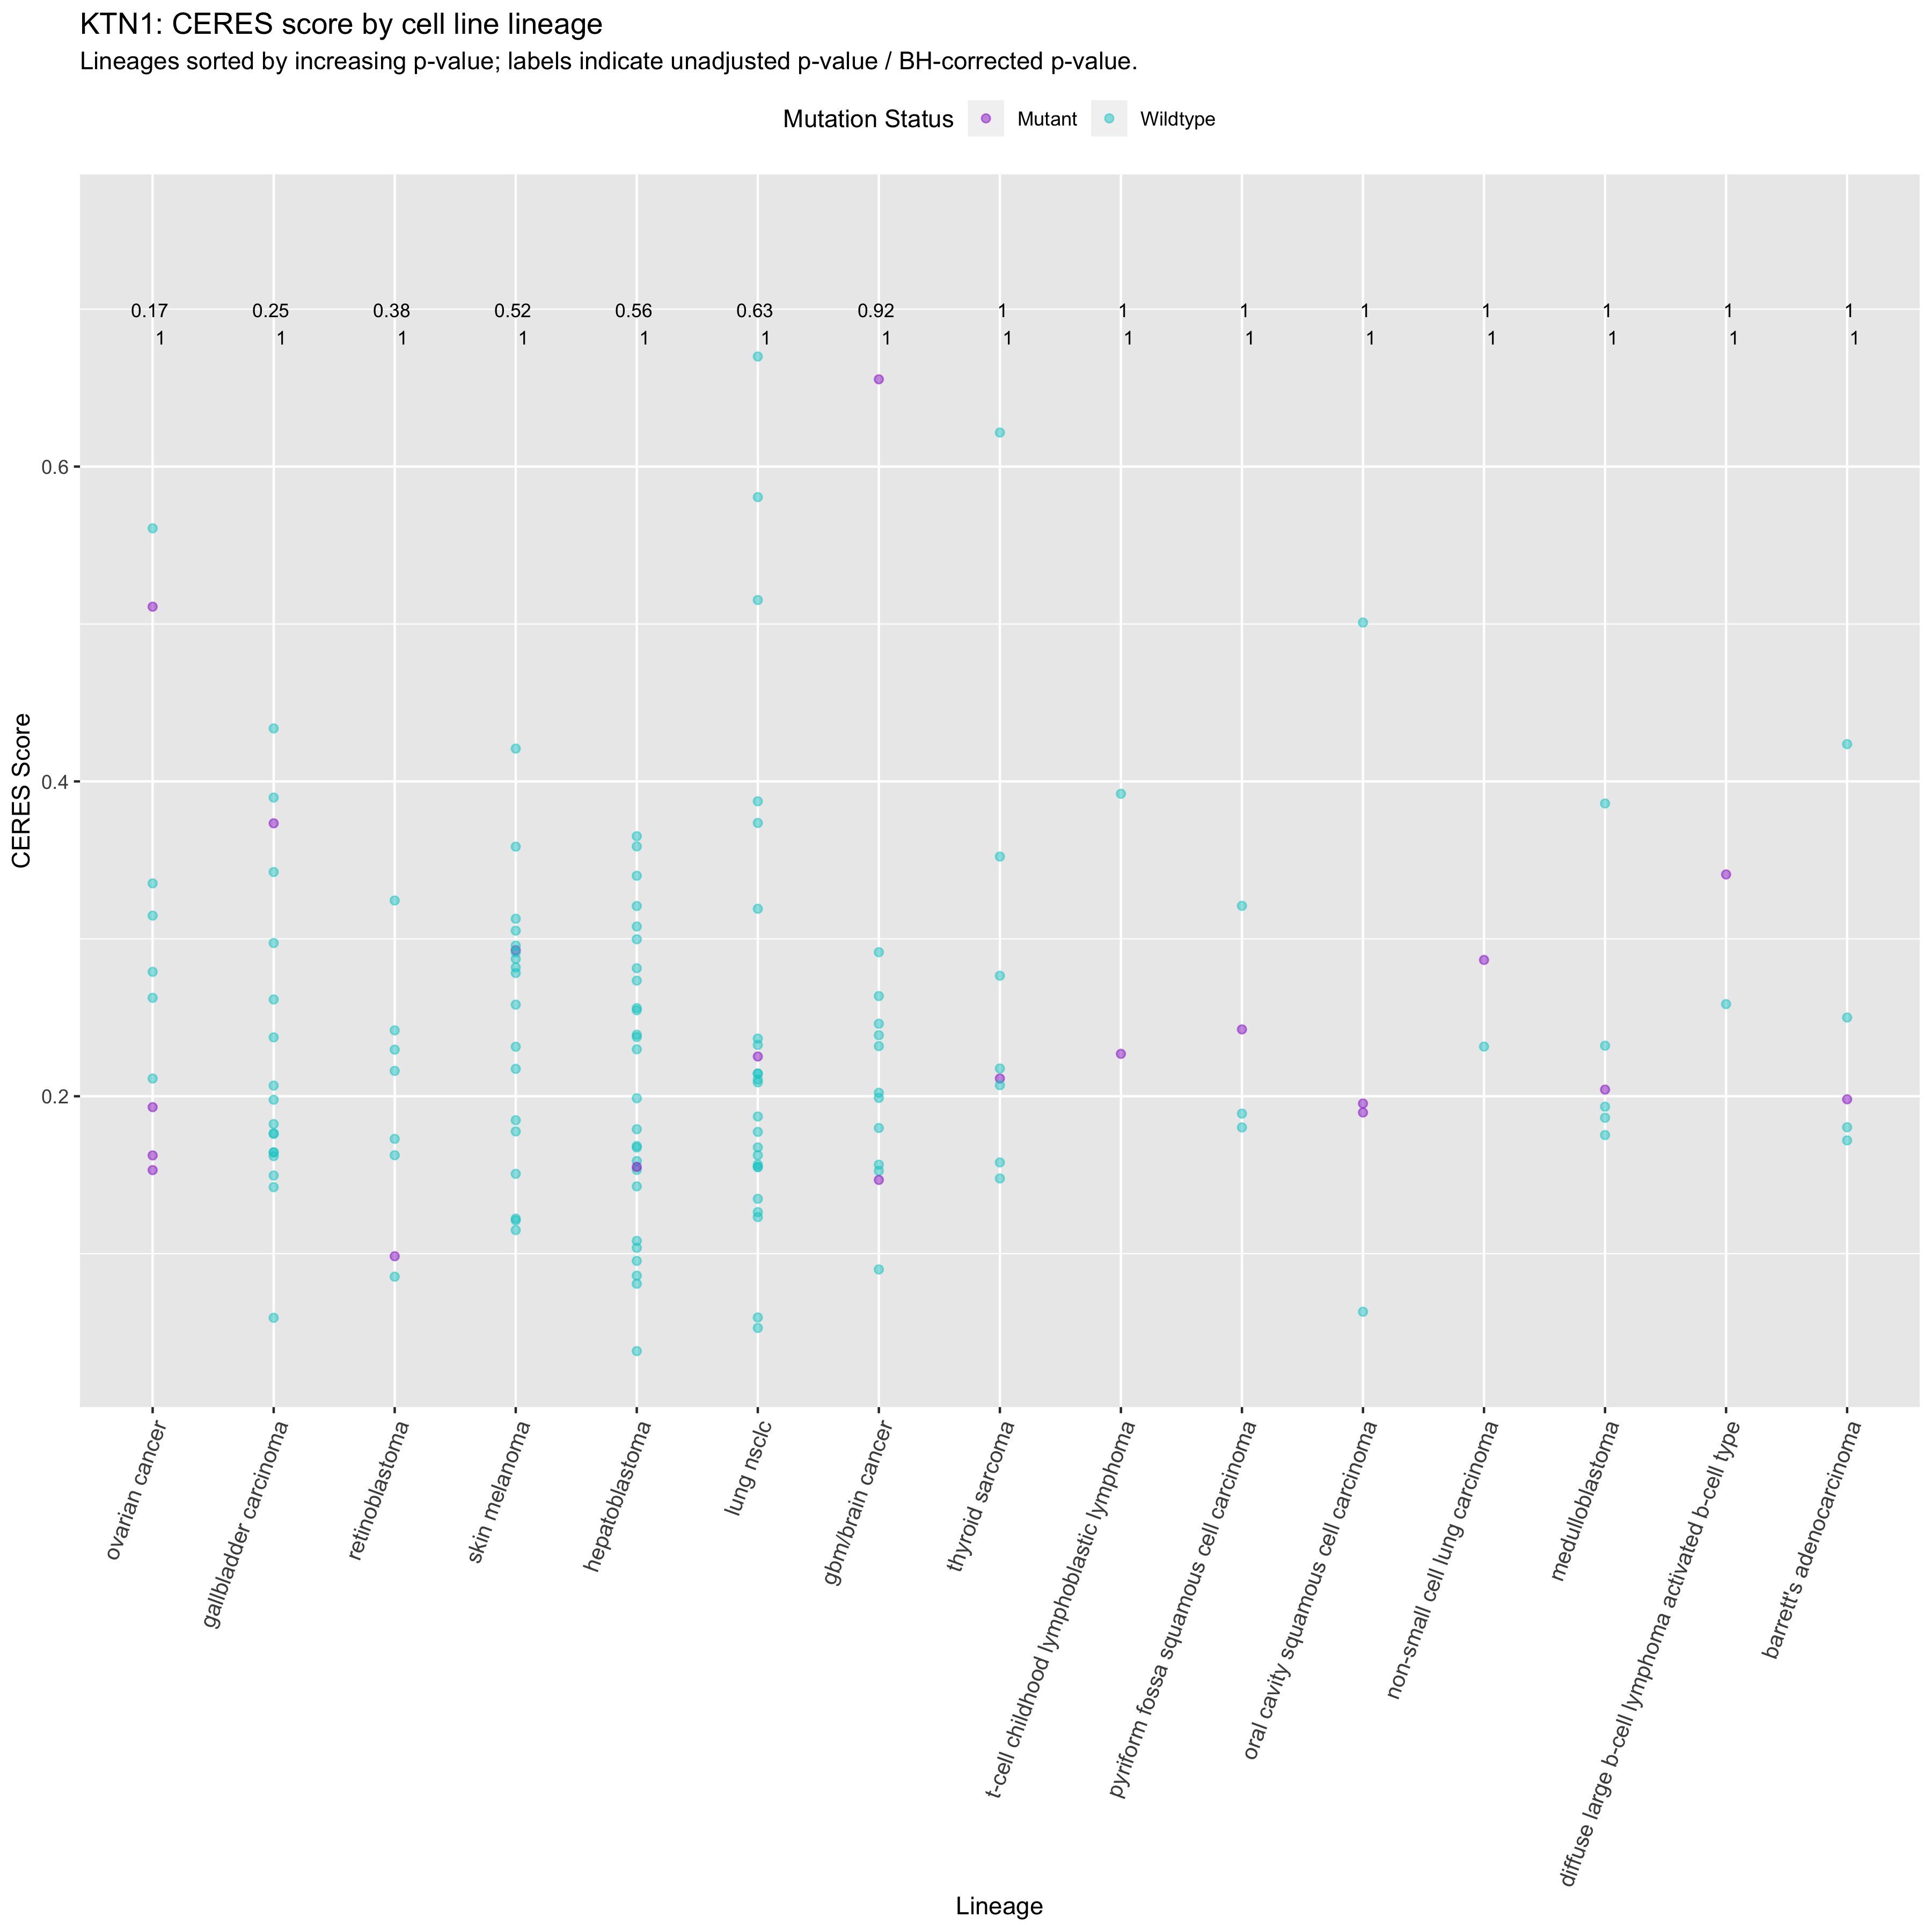 KTN1: CERES score by cell line lineage
Lineages sorted by increasing p-value; labels indicate unadjusted p-value / BH-corrected p-value.
Mutation Status Mutant Wildtype
0.17 0.25 0.38 0.52 0.56 0.63 0.92 1 1 1 1 1 1 1 1
1 1 1 1 1 1 1 1 1 1 1 1 1 1 1
0.6
0.4
0.2
CERES Score
ovarian cancer
gallbladder carcinoma
retinoblastoma
skin melanoma
hepatoblastoma
lung nsclc
gbm/brain cancer
thyroid sarcoma
t-cell childhood lymphoblastic lymphoma
pyriform fossa squamous cell carcinoma
oral cavity squamous cell carcinoma
non-small cell lung carcinoma
medulloblastoma
diffuse large b-cell lymphoma activated b-cell type
barrett's adenocarcinoma
Lineage